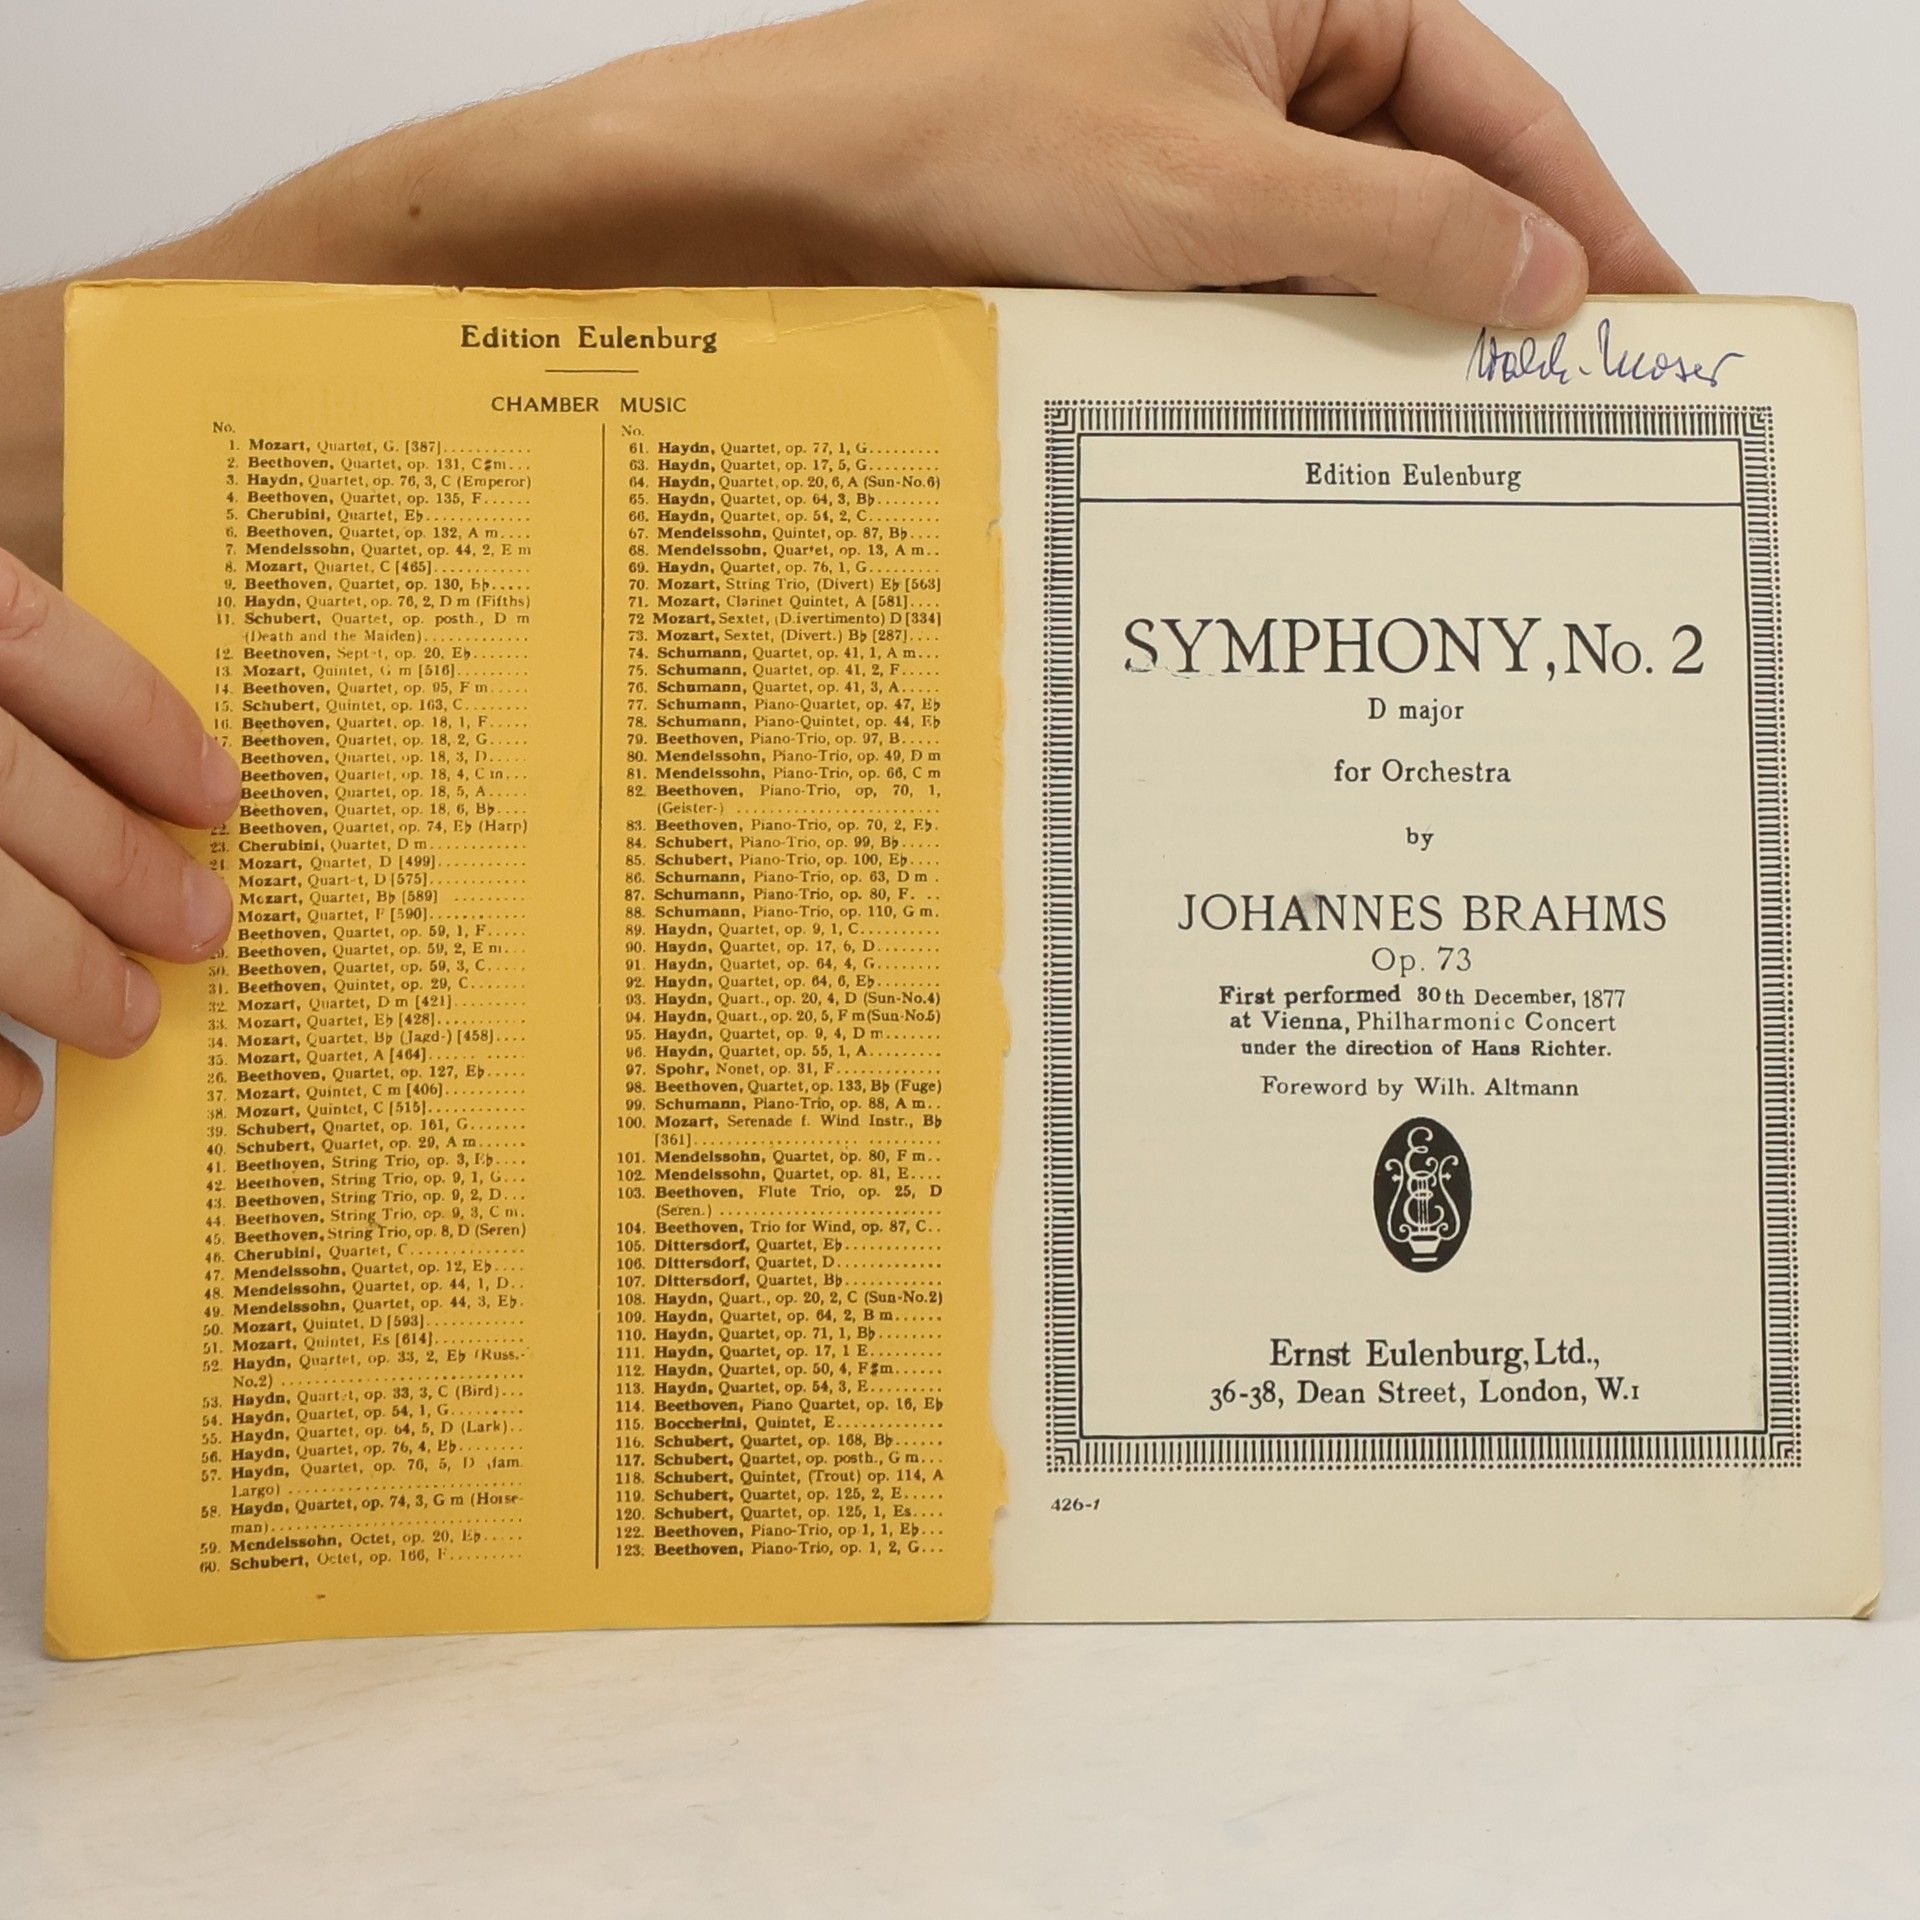 Edition Eulenburg
CHAMBER MUSIC
No.
1. Mozart, Quartet, G. [387]...........
2. Beethoven, Quartet, op. 131, C♯m...
3. Haydn, Quartet, op. 76, 3, C (Emperor)
4. Beethoven, Quartet, op. 135, F......
5. Cherubini, Quartet, E♭.............
6. Beethoven, Quartet, op. 132, A m....
7. Mendelssohn, Quartet, op. 44, 2, E m
8. Mozart, Quartet, C [465]............
9. Beethoven, Quartet, op. 130, B♭.....
10. Haydn, Quartet, op. 76, 2, D m (Fifths)
11. Schubert, Quartet, op. posth., D m
(Death and the Maiden).............
12. Beethoven, Sept t, op. 20, E♭.......
13. Mozart, Quintet, G m [516].........
14. Beethoven, Quartet, op. 95, F m.....
15. Schubert, Quintet, op. 163, C........
16. Beethoven, Quartet, op. 18, 1, F.....
17. Beethoven, Quartet, op. 18, 2, G.....
Beethoven, Quartet, op. 18, 3, D.....
Beethoven, Quartet, op. 18, 4, C m...
Beethoven, Quartet, op. 18, 5, A.....
Beethoven, Quartet, op. 18, 6, B♭....
22. Beethoven, Quartet, op. 74, E♭ (Harp)
23. Cherubini, Quartet, D m............
24. Mozart, Quartet, D [499]...........
Mozart, Quart t, D [575]...........
Mozart, Quartet, B♭ [589] .........
Mozart, Quartet, F [590]...........
Beethoven, Quartet, op. 59, 1, F.....
29. Beethoven, Quartet, op. 59, 2, E m...
30. Beethoven, Quartet, op. 59, 3, C.....
31. Beethoven, Quintet, op. 29, C.......
32. Mozart, Quartet, D m [421].........
33. Mozart, Quartet, E♭ [428]...........
34. Mozart, Quartet, B♭ (Jagd-) [458]....
35. Mozart, Quartet, A [464]...... ......
36. Beethoven, Quartet, op. 127, E♭.....
37. Mozart, Quintet, C m [406]..........
38. Mozart, Quintet, C [515]............
39. Schubert, Quartet, op. 161, G.......
40. Schubert, Quartet, op. 29, A m......
41. Beethoven, String Trio, op. 3, E♭....
42. Beethoven, String Trio, op. 9, 1, G...
43. Beethoven, String Trio, op. 9, 2, D...
44. Beethoven, String Trio, op. 9, 3, C m.
45. Beethoven, String Trio, op. 8, D (Seren)
46. Cherubini, Quartet, C.............
47. Mendelssohn, Quartet, op. 12, E♭....
48. Mendelssohn, Quartet, op. 44, 1, D..
49. Mendelssohn, Quartet, op. 44, 3, E♭.
50. Mozart, Quintet, D [593]............
51. Mozart, Quintet, Es [614]...........
52. Haydn, Quartet, op. 33, 2, E♭ (Russ.-
No.2) ...........................
53. Haydn, Quartet, op. 33, 3, C (Bird)...
54. Haydn, Quartet, op. 54, 1, G.........
55. Haydn, Quartet, op. 64, 5, D (Lark)..
56. Haydn, Quartet, op. 76, 4, B♭........
57. Haydn, Quartet, op. 76, 5, D (fam.
Largo) ..........................
58. Haydn, Quartet, op. 74, 3, G m (Horse-
man)............................
59. Mendelssohn, Octet, op. 20, E♭.....
60. Schubert, Octet, op. 166, F.........
No.
61. Haydn, Quartet, op. 77, 1, G.........
63. Haydn, Quartet, op. 17, 5, G.........
64. Haydn, Quartet, op. 20, 6, A (Sun-No.6)
65. Haydn, Quartet, op. 64, 3, B♭........
66. Haydn, Quartet, op. 54, 2, C.........
67. Mendelssohn, Quintet, op. 87, B♭....
68. Mendelssohn, Quartet, op. 13, A m..
69. Haydn, Quartet, op. 76, 1, G.........
70. Mozart, String Trio, (Divert) E♭ [563]
71. Mozart, Clarinet Quintet, A [581]....
72 Mozart, Sextet, (D.ivertimento) D [334]
73. Mozart, Sextet, (Divert.) B♭ [287]....
74. Schumann, Quartet, op. 41, 1, A m...
75. Schumann, Quartet, op. 41, 2, F.....
76. Schumann, Quartet, op. 41, 3, A.....
77. Schumann, Piano-Quartet, op. 47, E♭
78. Schumann, Piano-Quintet, op. 44, E♭
79. Beethoven, Piano-Trio, op. 97, B.....
80. Mendelssohn, Piano-Trio, op. 49, D m
81. Mendelssohn, Piano-Trio, op. 66, C m
82. Beethoven, Piano-Trio, op, 70, 1,
(Geister-) ........................
83. Beethoven, Piano-Trio, op. 70, 2, E♭.
84. Schubert, Piano-Trio, op. 99, B♭.....
85. Schubert, Piano-Trio, op. 100, E♭....
86. Schumann, Piano-Trio, op. 63, D m .
87. Schumann, Piano-Trio, op. 80, F. ..
88. Schumann, Piano-Trio, op. 110, G m.
89. Haydn, Quartet, op. 9, 1, C..........
90. Haydn, Quartet, op. 17, 6, D........
91. Haydn, Quartet, op. 64, 4, G........
92. Haydn, Quartet, op. 64, 6, E♭.......
93. Haydn, Quart., op. 20, 4, D (Sun-No.4)
94. Haydn, Quart., op. 20, 5, F m(Sun-No.5)
95. Haydn, Quartet, op. 9, 4, D m.......
96. Haydn, Quartet, op. 55, 1, A.........
97. Spohr, Nonet, op. 31, F............
98. Beethoven, Quartet, op. 133, B♭ (Fuge)
99. Schumann, Piano-Trio, op. 88, A m..
100. Mozart, Serenade f. Wind Instr., B♭
[361]..............................
101. Mendelssohn, Quartet, op. 80, F m..
102. Mendelssohn, Quartet, op. 81, E....
103. Beethoven, Flute Trio, op. 25, D
(Seren.) ..........................
104. Beethoven, Trio for Wind, op. 87, C..
105. Dittersdorf, Quartet, E♭............
106. Dittersdorf, Quartet, D.............
107. Dittersdorf, Quartet, B♭............
108. Haydn, Quart., op. 20, 2, C (Sun-No.2)
109. Haydn, Quartet, op. 64, 2, B m......
110. Haydn, Quartet, op. 71, 1, B♭........
111. Haydn, Quartet, op. 17, 1 E.........
112. Haydn, Quartet, op. 50, 4, F♯m......
113. Haydn, Quartet, op. 54, 3, E.........
114. Beethoven, Piano Quartet, op. 16, E♭
115. Boccherini, Quintet, E.............
116. Schubert, Quartet, op. 168, B♭......
117. Schubert, Quartet, op. posth., G m...
118. Schubert, Quintet, (Trout) op. 114, A
119. Schubert, Quartet, op. 125, 2, E.....
120. Schubert, Quartet, op. 125, 1, Es....
122. Beethoven, Piano-Trio, op 1, 1, E♭...
123. Beethoven, Piano-Trio, op. 1, 2, G...
Moser
Edition Eulenburg
SYMPHONY, No. 2
D major
for Orchestra
by
JOHANNES BRAHMS
Op. 73
First performed 30th December, 1877
at Vienna, Philharmonic Concert
under the direction of Hans Richter.
Foreword by Wilh. Altmann
Ernst Eulenburg, Ltd.,
36-38, Dean Street, London, W.1
426-1